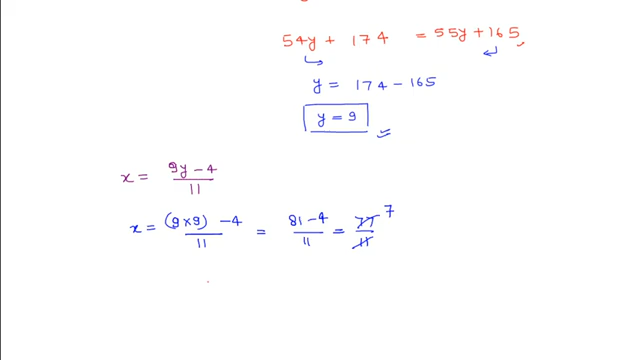 54y + 174 = 55y + 165
y = 174 - 165
y = 9
x = 9y - 4 / 11
x = (9 × 9) - 4 / 11 = 81 - 4 / 11 = 77 / 11 7